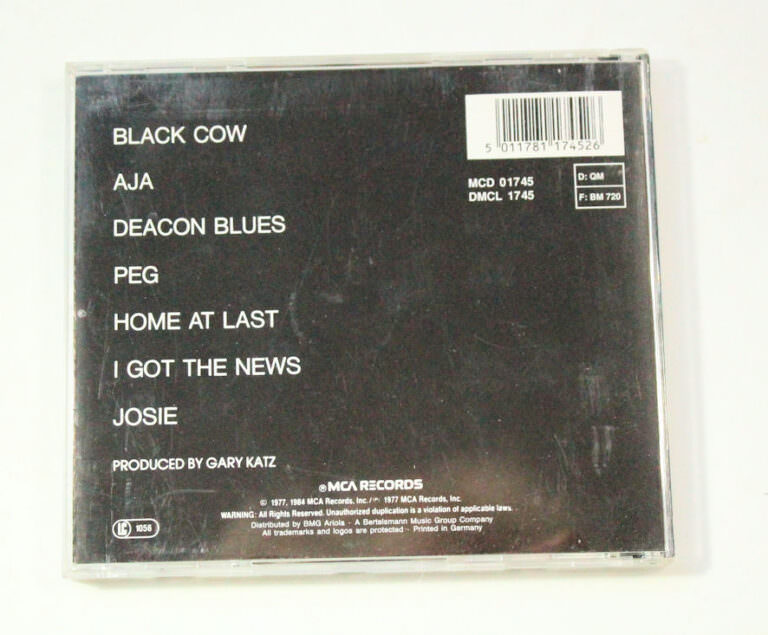 BLACK COW
AJA
DEACON BLUES
PEG
HOME AT LAST
I GOT THE NEWS
JOSIE
PRODUCED BY GARY KATZ
5 011781 174526
MCD 01745
DMCL 1745
D: QM
F: BM 720
LC 1056
® MCA RECORDS
© 1977, 1984 MCA Records, Inc. / ℗ 1977 MCA Records, Inc.
WARNING: All Rights Reserved. Unauthorized duplication is a violation of applicable laws.
Distributed by BMG Ariola - A Bertelsmann Music Group Company
All trademarks and logos are protected - Printed in Germany